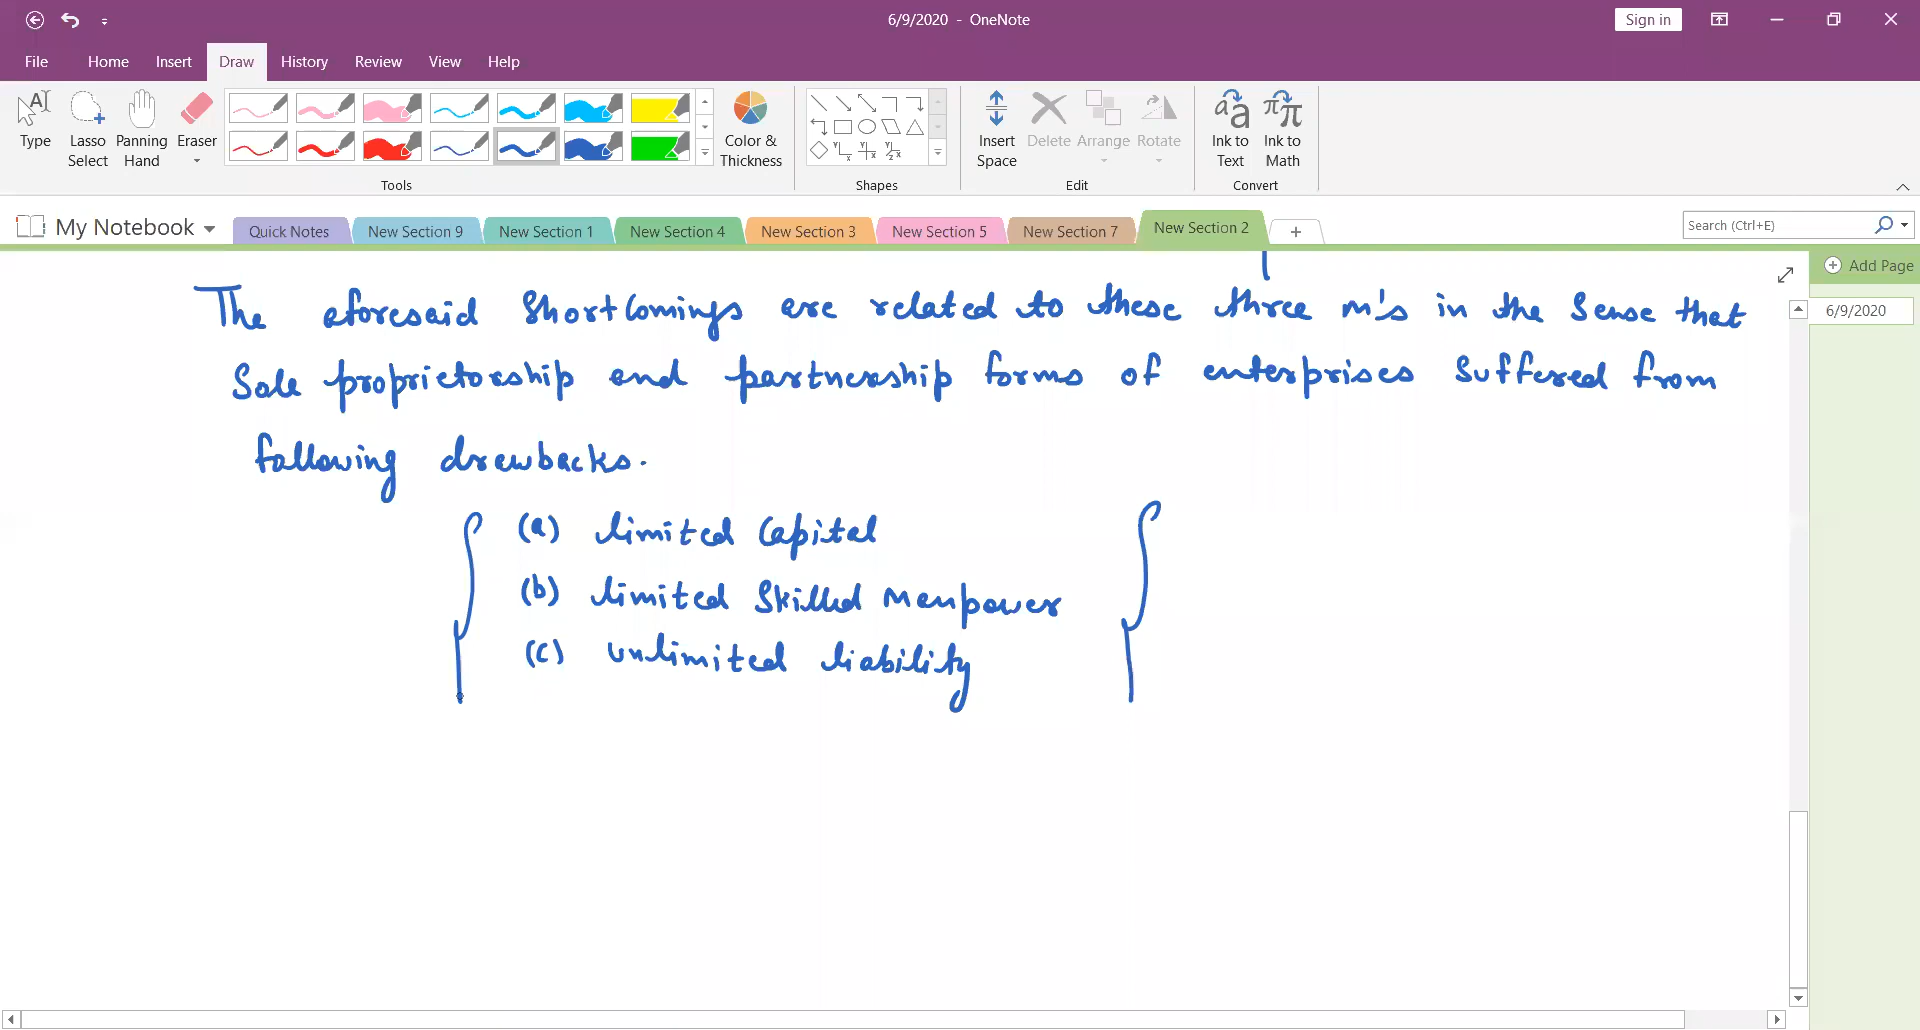 6/9/2020 - OneNote
Sign in
File Home Insert Draw History Review View Help
Type Lasso Select Panning Hand Eraser
Color & Thickness
Insert Space Delete Arrange Rotate
Ink to Text Ink to Math
Tools Shapes Edit Convert
My Notebook Quick Notes New Section 9 New Section 1 New Section 4 New Section 3 New Section 5 New Section 7 New Section 2 +
Search (Ctrl+E)
Add Page
6/9/2020
The aforesaid Shortcomings are related to these three M's in the Sense that
Sole proprietorship and partnership forms of enterprises Suffered from
following drawbacks.
(a) limited Capital
(b) limited Skilled Manpower
(c) unlimited liability